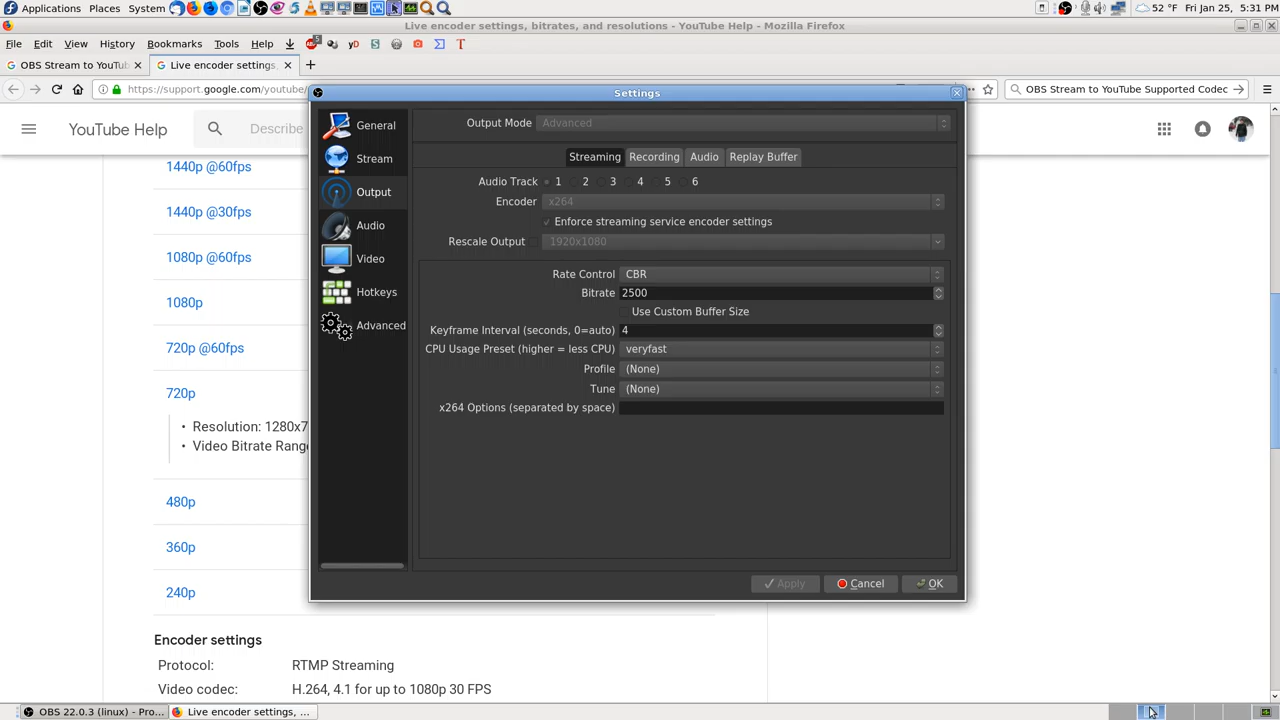 Applications Places System 52 °F Fri Jan 25, 5:31 PM
Live encoder settings, bitrates, and resolutions - YouTube Help - Mozilla Firefox
File Edit View History Bookmarks Tools Help
OBS Stream to YouTub
Live encoder settings,
https://support.google.com/youtube/
OBS Stream to YouTube Supported Codec
YouTube Help
Describe
1440p @60fps
1440p @30fps
1080p @60fps
1080p
720p @60fps
720p
• Resolution: 1280x7
• Video Bitrate Rang
480p
360p
240p
Encoder settings
Protocol: RTMP Streaming
Video codec: H.264, 4.1 for up to 1080p 30 FPS
Settings
General
Stream
Output
Audio
Video
Hotkeys
Advanced
Output Mode Advanced
Streaming Recording Audio Replay Buffer
Audio Track 1 2 3 4 5 6
Encoder x264
Enforce streaming service encoder settings
Rescale Output 1920x1080
Rate Control CBR
Bitrate 2500
Use Custom Buffer Size
Keyframe Interval (seconds, 0=auto) 4
CPU Usage Preset (higher = less CPU) veryfast
Profile (None)
Tune (None)
x264 Options (separated by space)
Apply Cancel OK
OBS 22.0.3 (linux) - Pro...
Live encoder settings, ...